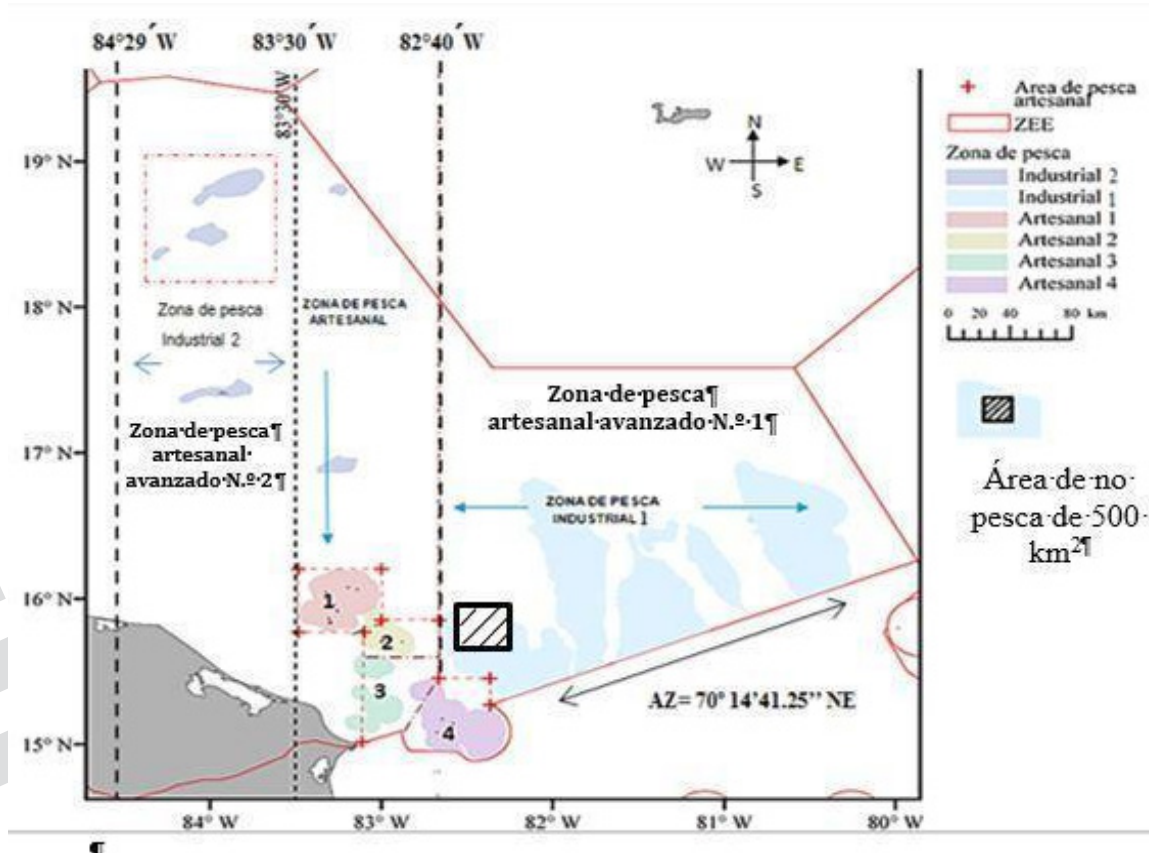 84°29´W
83°30´W
82°40´W
83°30´W
19° N
18° N
17° N
16° N
15° N
84° W
83° W
82° W
81° W
80° W
N
W
E
S
Zona de pesca
Industrial 2
ZONA DE PESCA
ARTESANAL
Zona·de·pesca¶
artesanal·
avanzado·N.º·2¶
Zona·de·pesca¶
artesanal·avanzado·N.º·1¶
ZONA DE PESCA
INDUSTRIAL 1
1
2
3
4
AZ= 70° 14'41.25’’ NE
Area de pesca
artesanal
ZEE
Zona de pesca
Industrial 2
Industrial 1
Artesanal 1
Artesanal 2
Artesanal 3
Artesanal 4
0 20 40 80 km
Área·de·no·
pesca·de·500·
km²¶
¶